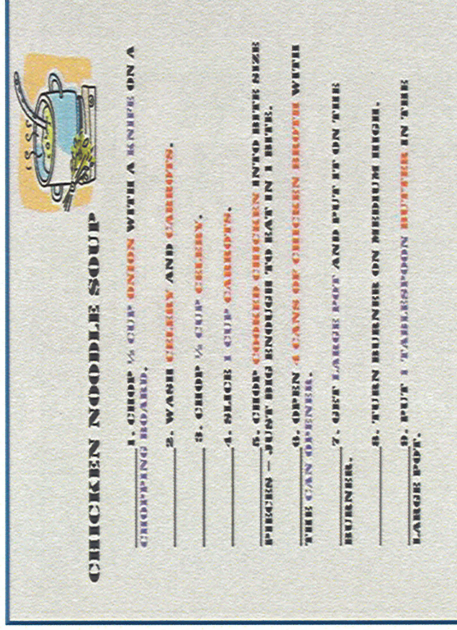 CHICKEN NOODLE SOUP
1. CHOP ½ CUP ONION WITH A KNIFE ON A
CHOPPING BOARD.
2. WASH CELERY AND CARROTS.
3. CHOP ½ CUP CELERY.
4. SLICE 1 CUP CARROTS.
5. CHOP COOKED CHICKEN INTO BITE SIZE
PIECES – JUST BIG ENOUGH TO EAT IN 1 BITE.
6. OPEN 4 CANS OF CHICKEN BROTH WITH
THE CAN OPENER.
7. GET LARGE POT AND PUT IT ON THE
BURNER.
8. TURN BURNER ON MEDIUM HIGH.
9. PUT 1 TABLESPOON BUTTER IN THE
LARGE POT.